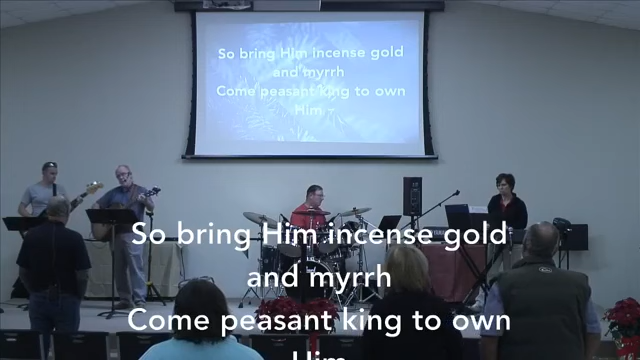 So bring Him incense gold
and myrrh
Come peasant king to own
Him ~
So bring Him incense gold
and myrrh
Come peasant king to own
Him